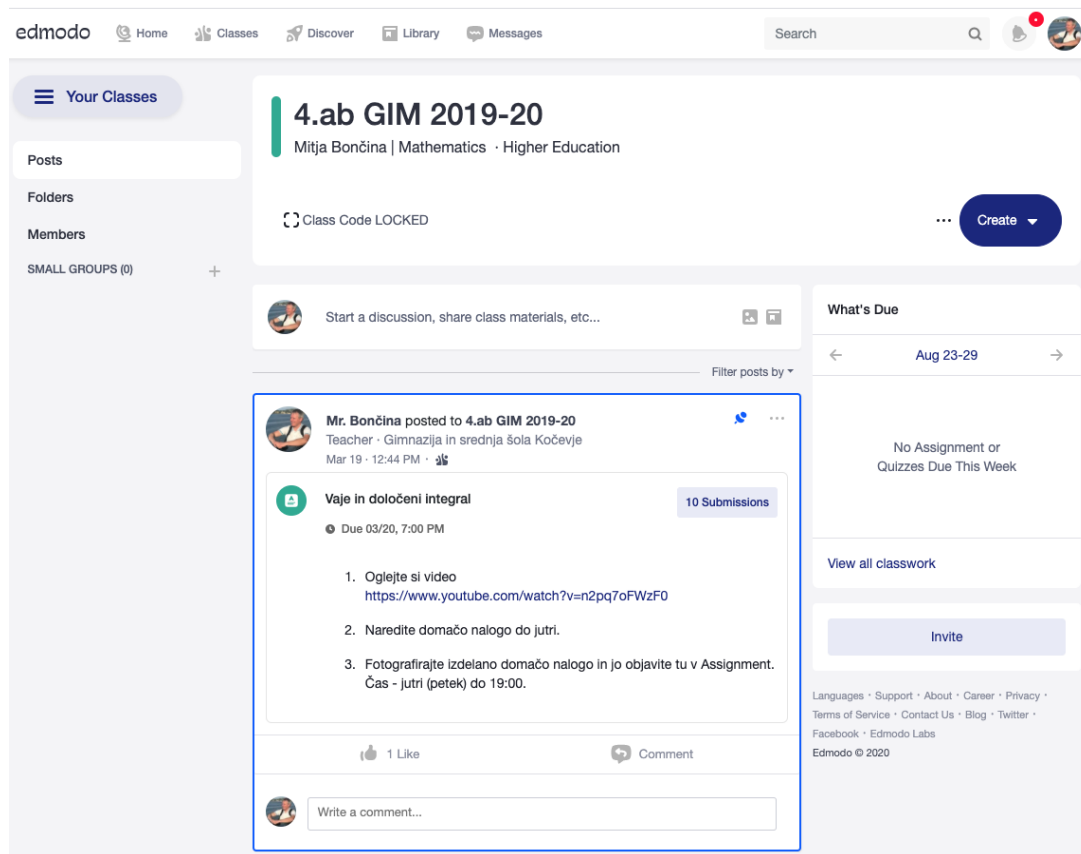 edmodo
Home
Classes
Discover
Library
Messages
Search
Your Classes
Posts
Folders
Members
SMALL GROUPS (0)
4.ab GIM 2019-20
Mitja Bončina | Mathematics · Higher Education
Class Code LOCKED
Create
Start a discussion, share class materials, etc...
Filter posts by
Mr. Bončina posted to 4.ab GIM 2019-20
Teacher · Gimnazija in srednja šola Kočevje
Mar 19 · 12:44 PM ·
Vaje in določeni integral
10 Submissions
Due 03/20, 7:00 PM
1. Oglejte si video
https://www.youtube.com/watch?v=n2pq7oFWzF0
2. Naredite domačo nalogo do jutri.
3. Fotografirajte izdelano domačo nalogo in jo objavite tu v Assignment.
Čas - jutri (petek) do 19:00.
1 Like
Comment
Write a comment...
What's Due
Aug 23-29
No Assignment or
Quizzes Due This Week
View all classwork
Invite
Languages · Support · About · Career · Privacy ·
Terms of Service · Contact Us · Blog · Twitter ·
Facebook · Edmodo Labs
Edmodo © 2020